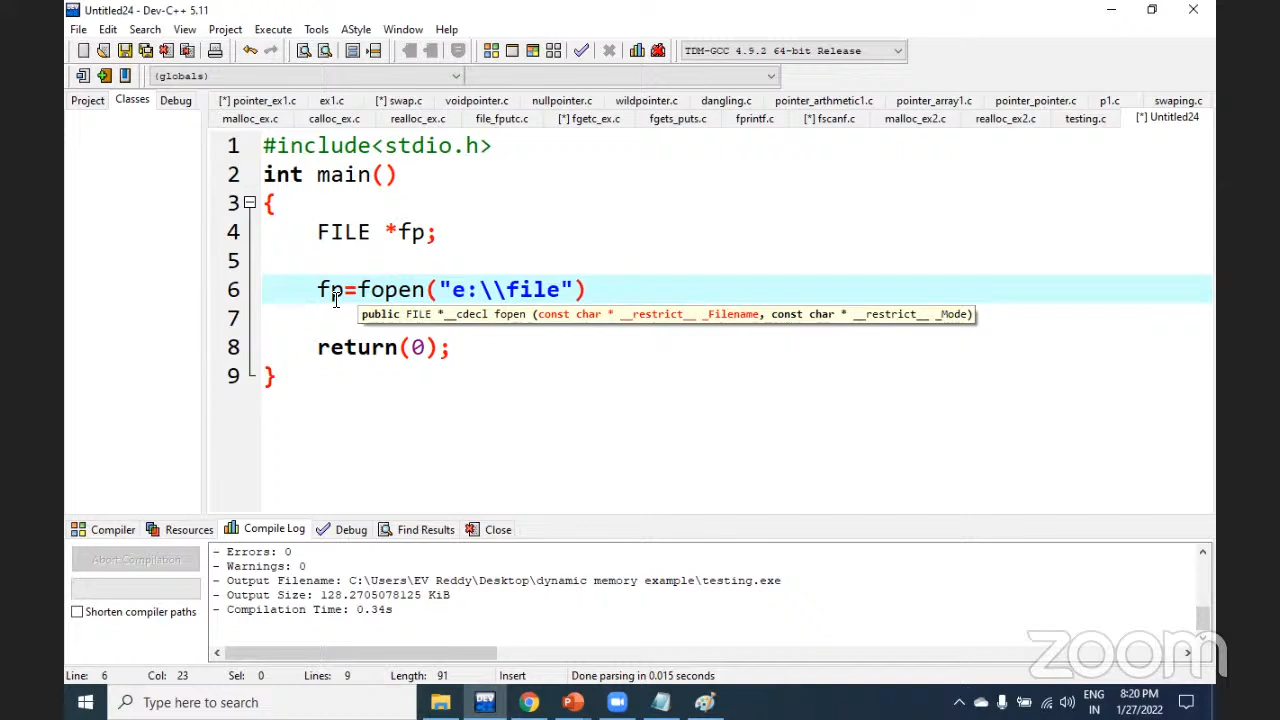 Untitled24 - Dev-C++ 5.11
File Edit Search View Project Execute Tools AStyle Window Help
TDM-GCC 4.9.2 64-bit Release
(globals)
Project Classes Debug
[*] pointer_ex1.c ex1.c [*] swap.c voidpointer.c nullpointer.c wildpointer.c dangling.c pointer_arthmetic1.c pointer_array1.c pointer_pointer.c p1.c swaping.c
malloc_ex.c calloc_ex.c realloc_ex.c file_fputc.c [*] fgetc_ex.c fgets_puts.c fprintf.c [*] fscanf.c malloc_ex2.c realloc_ex2.c testing.c [*] Untitled24
1 #include<stdio.h>
2 int main()
3 {
4 FILE *fp;
5
6 fp=fopen("e:\\file")
public FILE *__cdecl fopen (const char * __restrict__ _Filename, const char * __restrict__ _Mode)
7
8 return(0);
9 }
Compiler Resources Compile Log Debug Find Results Close
Abort Compilation
Shorten compiler paths
- Errors: 0
- Warnings: 0
- Output Filename: C:\Users\EV Reddy\Desktop\dynamic memory example\testing.exe
- Output Size: 128.2705078125 KiB
- Compilation Time: 0.34s
zoom
Line: 6 Col: 23 Sel: 0 Lines: 9 Length: 91 Insert Done parsing in 0.015 seconds
Type here to search
DEV
ENG
IN
8:20 PM
1/27/2022